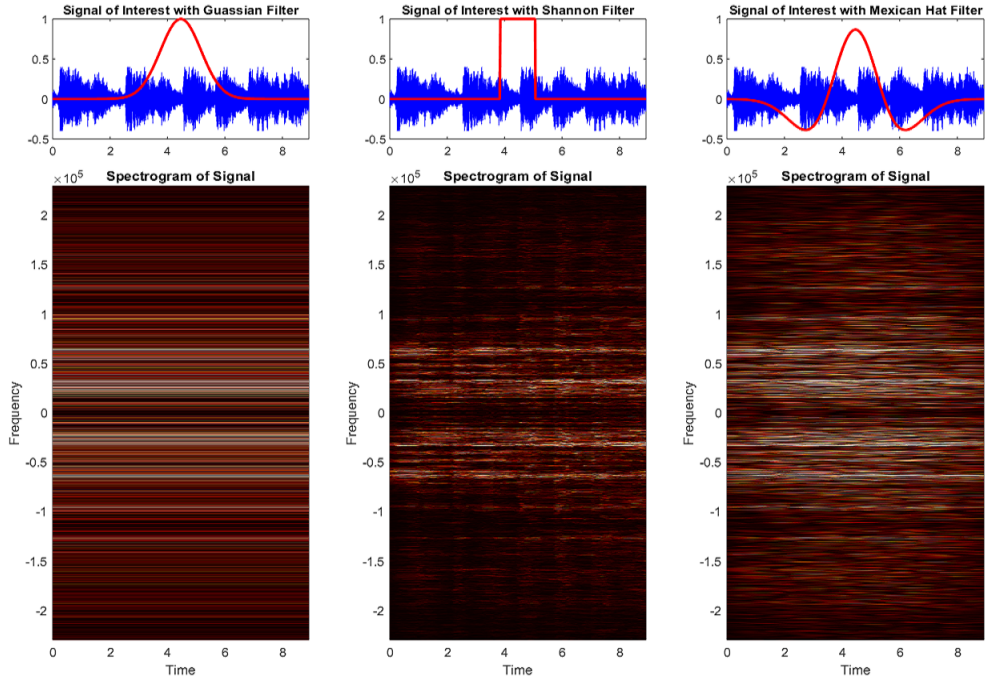 Signal of Interest with Guassian Filter
1
0.5
0
-0.5
0 2 4 6 8
Signal of Interest with Shannon Filter
1
0.5
0
-0.5
0 2 4 6 8
Signal of Interest with Mexican Hat Filter
1
0.5
0
-0.5
0 2 4 6 8
×10⁵
Spectrogram of Signal
Frequency
2
1.5
1
0.5
0
-0.5
-1
-1.5
-2
0 2 4 6 8
Time
×10⁵
Spectrogram of Signal
Frequency
2
1.5
1
0.5
0
-0.5
-1
-1.5
-2
0 2 4 6 8
Time
×10⁵
Spectrogram of Signal
Frequency
2
1.5
1
0.5
0
-0.5
-1
-1.5
-2
0 2 4 6 8
Time